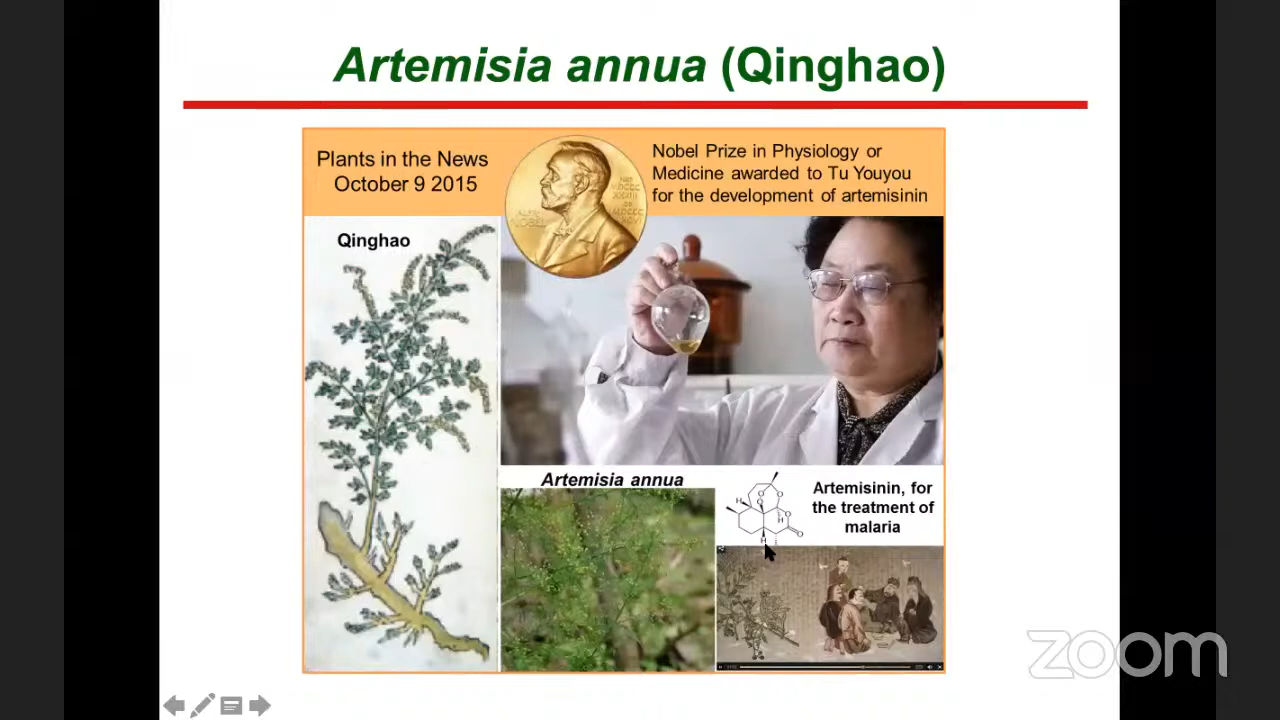 Artemisia annua (Qinghao)
Plants in the News
October 9 2015
Nobel Prize in Physiology or
Medicine awarded to Tu Youyou
for the development of artemisinin
Qinghao
Artemisia annua
H
O
O
O
H
O
H
O
Artemisinin, for
the treatment of
malaria
zoom